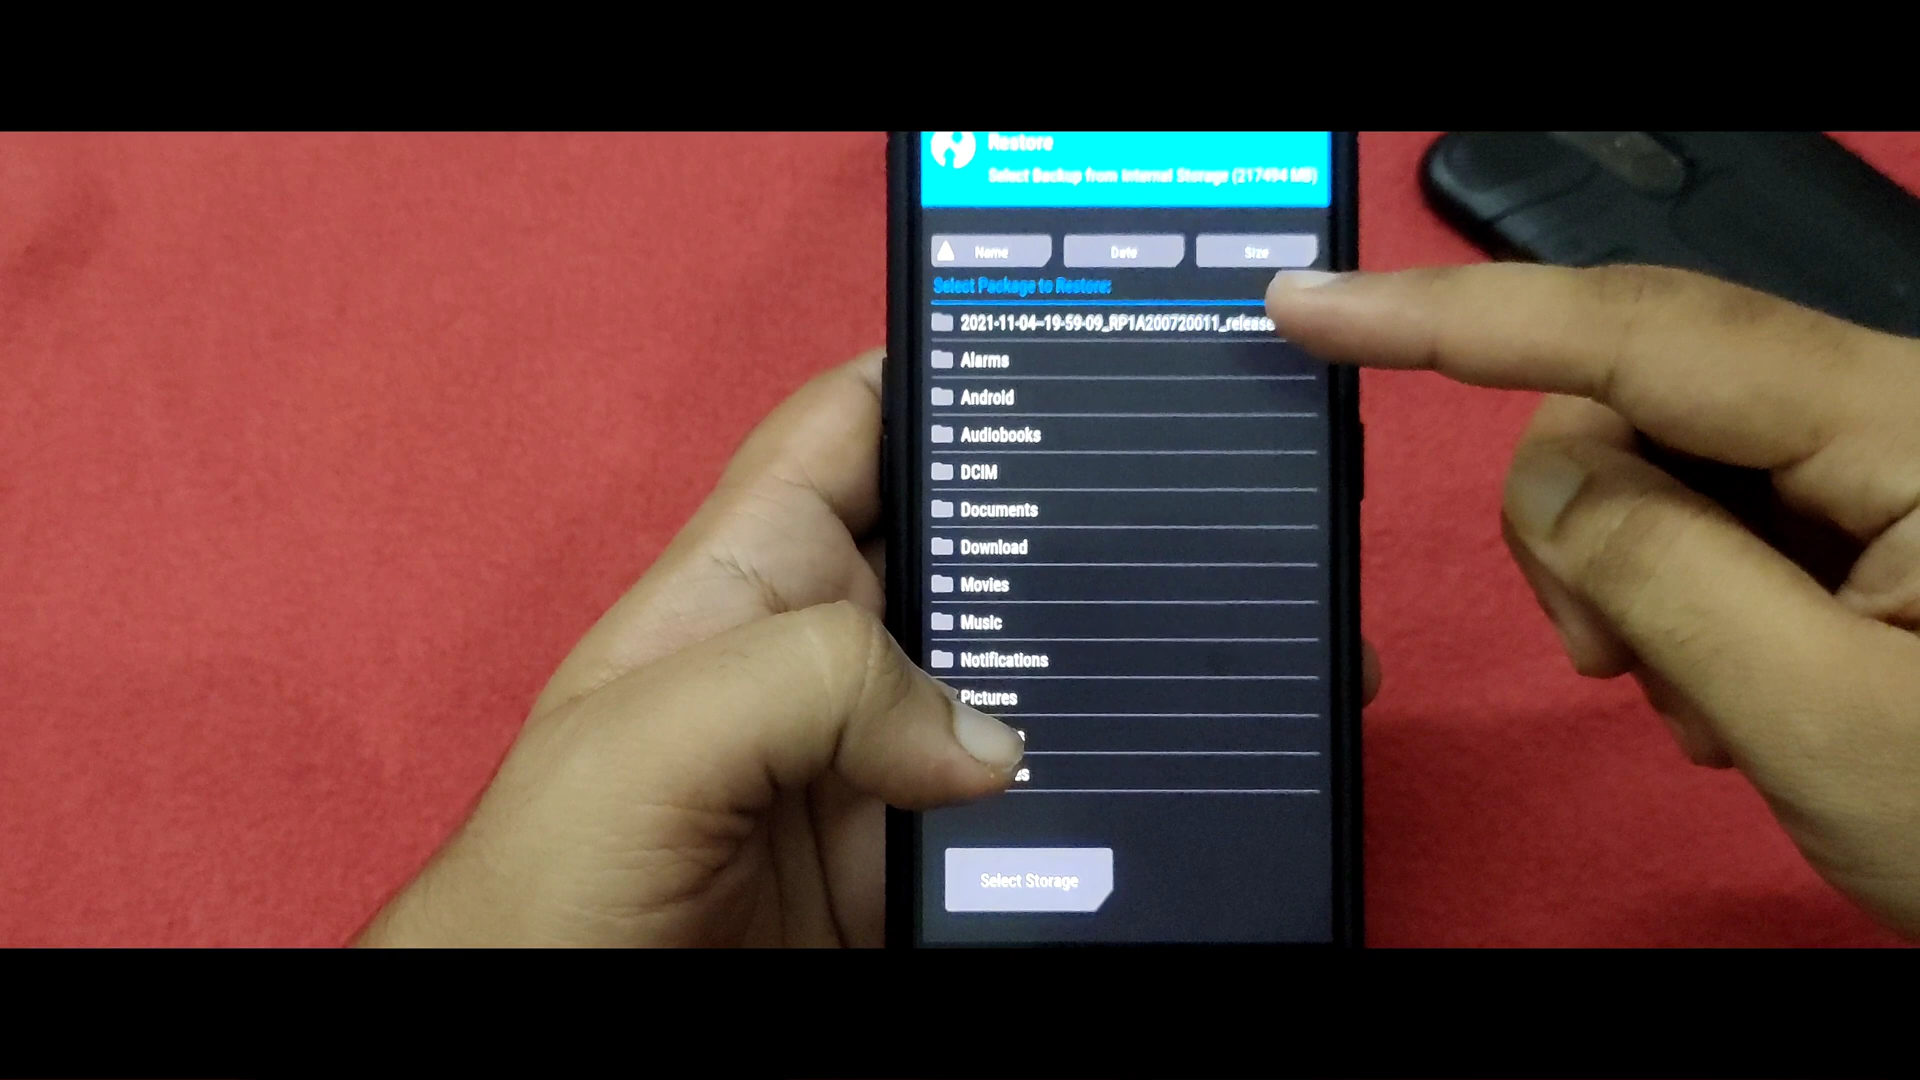 Restore
Select Backup from Internal Storage (217494 MB)
Name Date Size
Select Package to Restore:
2021-11-04--19-59-09_RP1A200720011_release
Alarms
Android
Audiobooks
DCIM
Documents
Download
Movies
Music
Notifications
Pictures
Select Storage